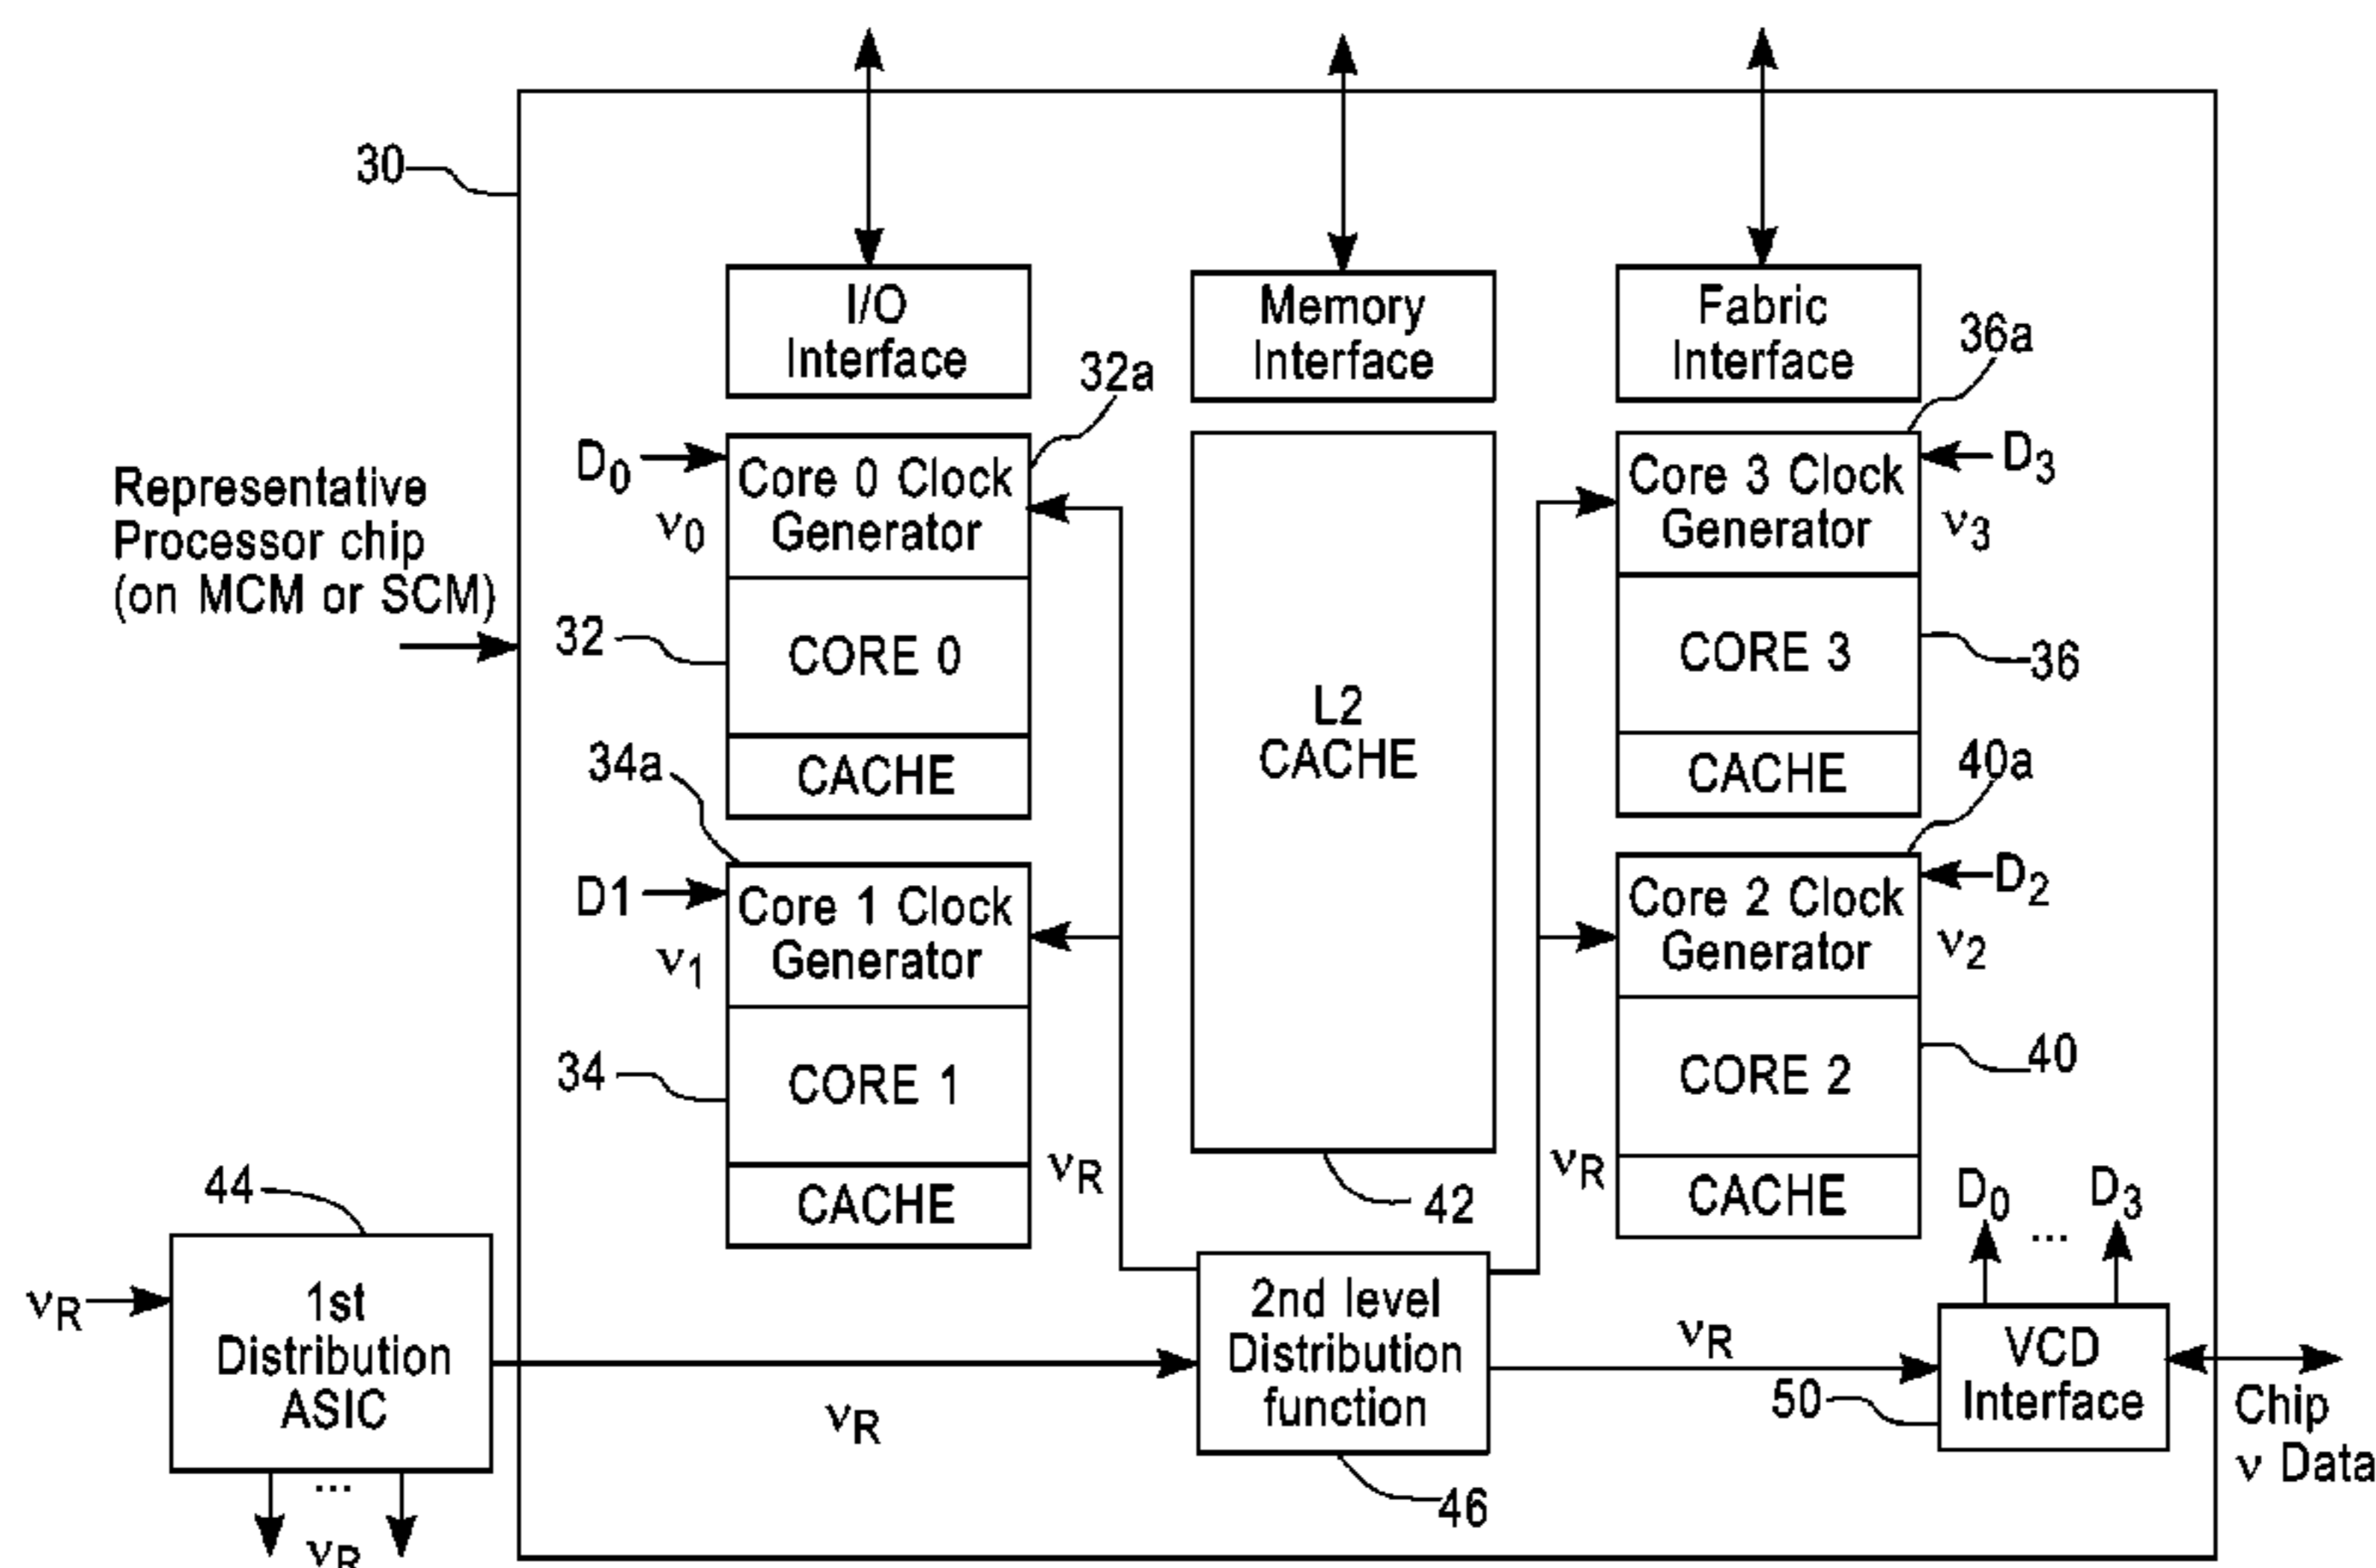 30
I/O
Interface
Memory
Interface
Fabric
Interface
32a
36a
Representative
Processor chip
(on MCM or SCM)
D0
Core 0 Clock
Generator
ν0
32
CORE 0
CACHE
34a
D1
Core 1 Clock
Generator
ν1
34
CORE 1
CACHE
L2
CACHE
42
D3
Core 3 Clock
Generator
ν3
CORE 3
36
CACHE
40a
D2
Core 2 Clock
Generator
ν2
CORE 2
40
CACHE
νR
νR
D0 ... D3
44
νR
1st
Distribution
ASIC
...
νR
νR
2nd level
Distribution
function
46
νR
50
VCD
Interface
Chip
ν Data